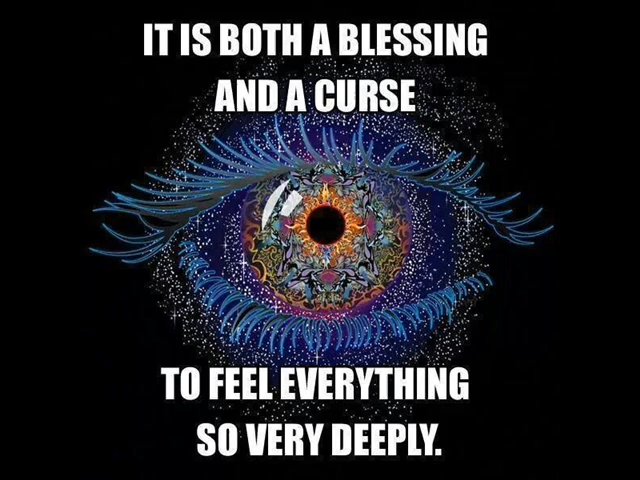 IT IS BOTH A BLESSING
AND A CURSE
TO FEEL EVERYTHING
SO VERY DEEPLY.